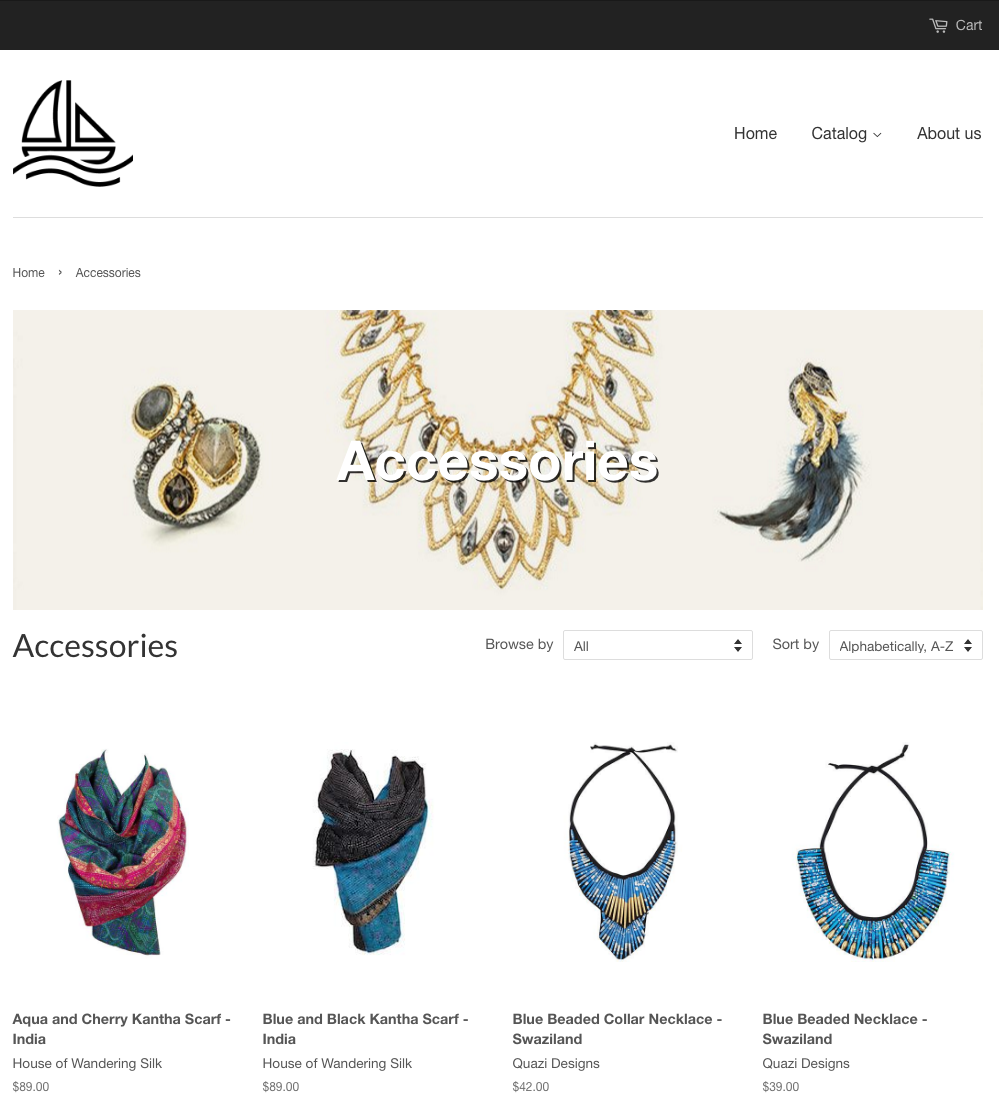 Cart
Home
Catalog
About us
Home › Accessories
Accessories
Accessories
Browse by
All
Sort by
Alphabetically, A-Z
Aqua and Cherry Kantha Scarf -
India
House of Wandering Silk
$89.00
Blue and Black Kantha Scarf -
India
House of Wandering Silk
$89.00
Blue Beaded Collar Necklace -
Swaziland
Quazi Designs
$42.00
Blue Beaded Necklace -
Swaziland
Quazi Designs
$39.00